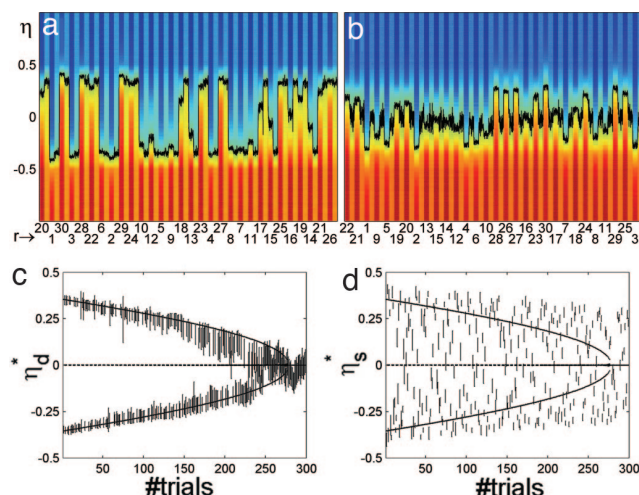 a
b
η
0.5
0
-0.5
20 30 28 6 29 10 5 18 23 27 7 17 25 19 21
r→ 1 3 22 2 24 12 9 13 4 8 11 15 16 14 26
22 1 5 20 13 14 4 10 26 23 30 7 24 11 25
21 9 19 2 15 12 6 28 27 16 17 18 8 29 3
c
0.5
0.25
η*d
0
-0.25
-0.5
50 100 150 200 250 300
#trials
d
0.5
0.25
η*s
0
-0.25
-0.5
0 50 100 150 200 250 300
#trials